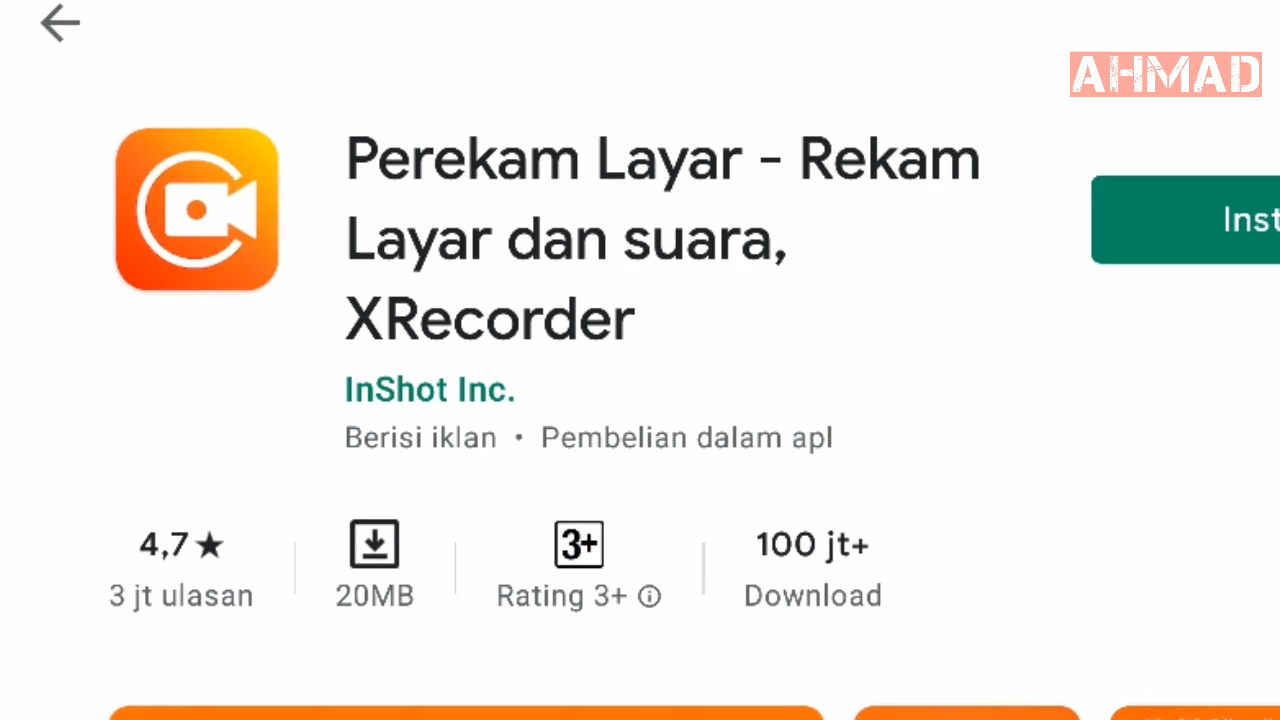 AHMAD
Perekam Layar - Rekam
Layar dan suara,
XRecorder
InShot Inc.
Berisi iklan • Pembelian dalam apl
4,7★
3 jt ulasan
20MB
3+
Rating 3+
100 jt+
Download